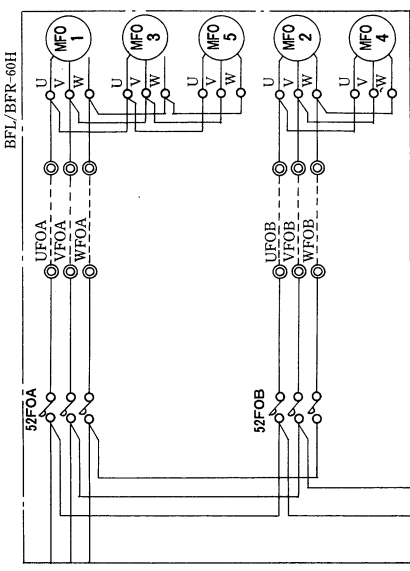 BFL/BFR-60H
MFO
1
MFO
3
MFO
5
MFO
2
MFO
4
U
V
W
U
V
W
U
V
W
U
V
W
U
V
W
UFOA
VFOA
WFOA
UFOB
VFOB
WFOB
52FOA
52FOB